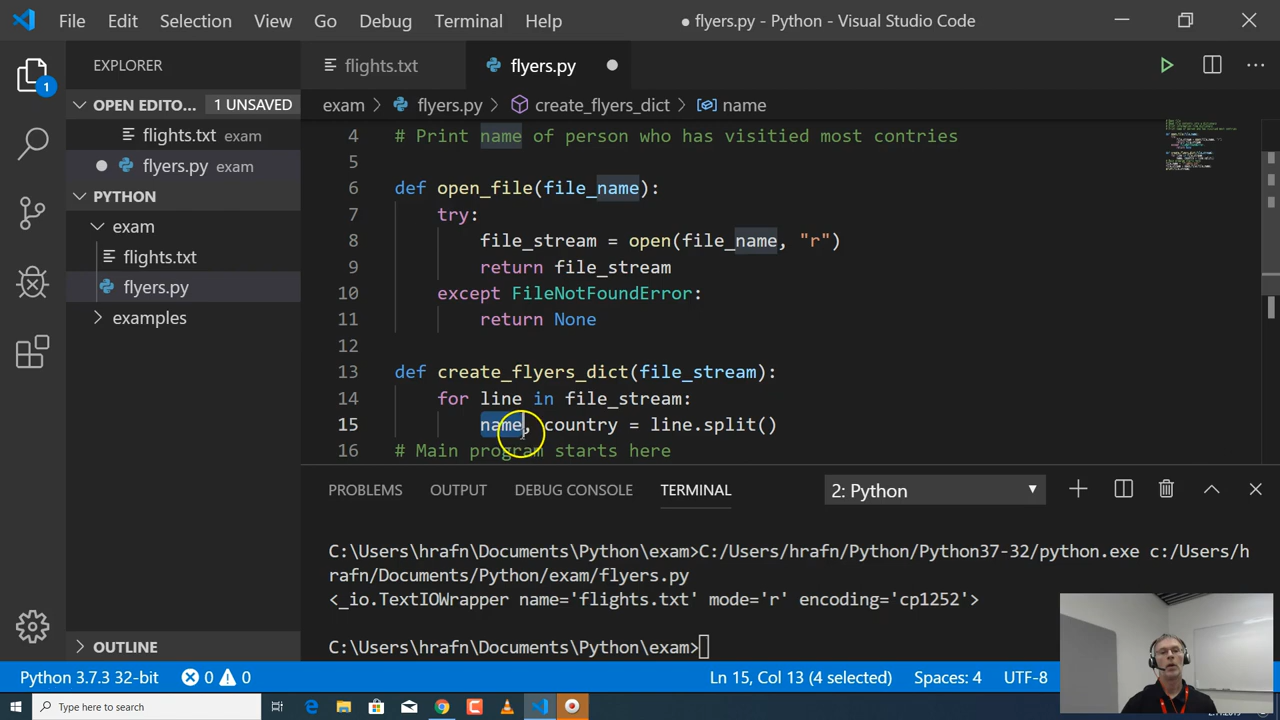 File Edit Selection View Go Debug Terminal Help
● flyers.py - Python - Visual Studio Code
EXPLORER
OPEN EDITO... 1 UNSAVED
flights.txt exam
flyers.py exam
PYTHON
exam
flights.txt
flyers.py
examples
OUTLINE
1
flights.txt
flyers.py
exam > flyers.py > create_flyers_dict > name
4 # Print name of person who has visitied most contries
5
6 def open_file(file_name):
7 try:
8 file_stream = open(file_name, "r")
9 return file_stream
10 except FileNotFoundError:
11 return None
12
13 def create_flyers_dict(file_stream):
14 for line in file_stream:
15 name, country = line.split()
16 # Main program starts here
PROBLEMS OUTPUT DEBUG CONSOLE TERMINAL 2: Python
C:\Users\hrafn\Documents\Python\exam>C:/Users/hrafn/Python/Python37-32/python.exe c:/Users/h
rafn/Documents/Python/exam/flyers.py
<_io.TextIOWrapper name='flights.txt' mode='r' encoding='cp1252'>
C:\Users\hrafn\Documents\Python\exam>
Python 3.7.3 32-bit 0 0 Ln 15, Col 13 (4 selected) Spaces: 4 UTF-8
Type here to search